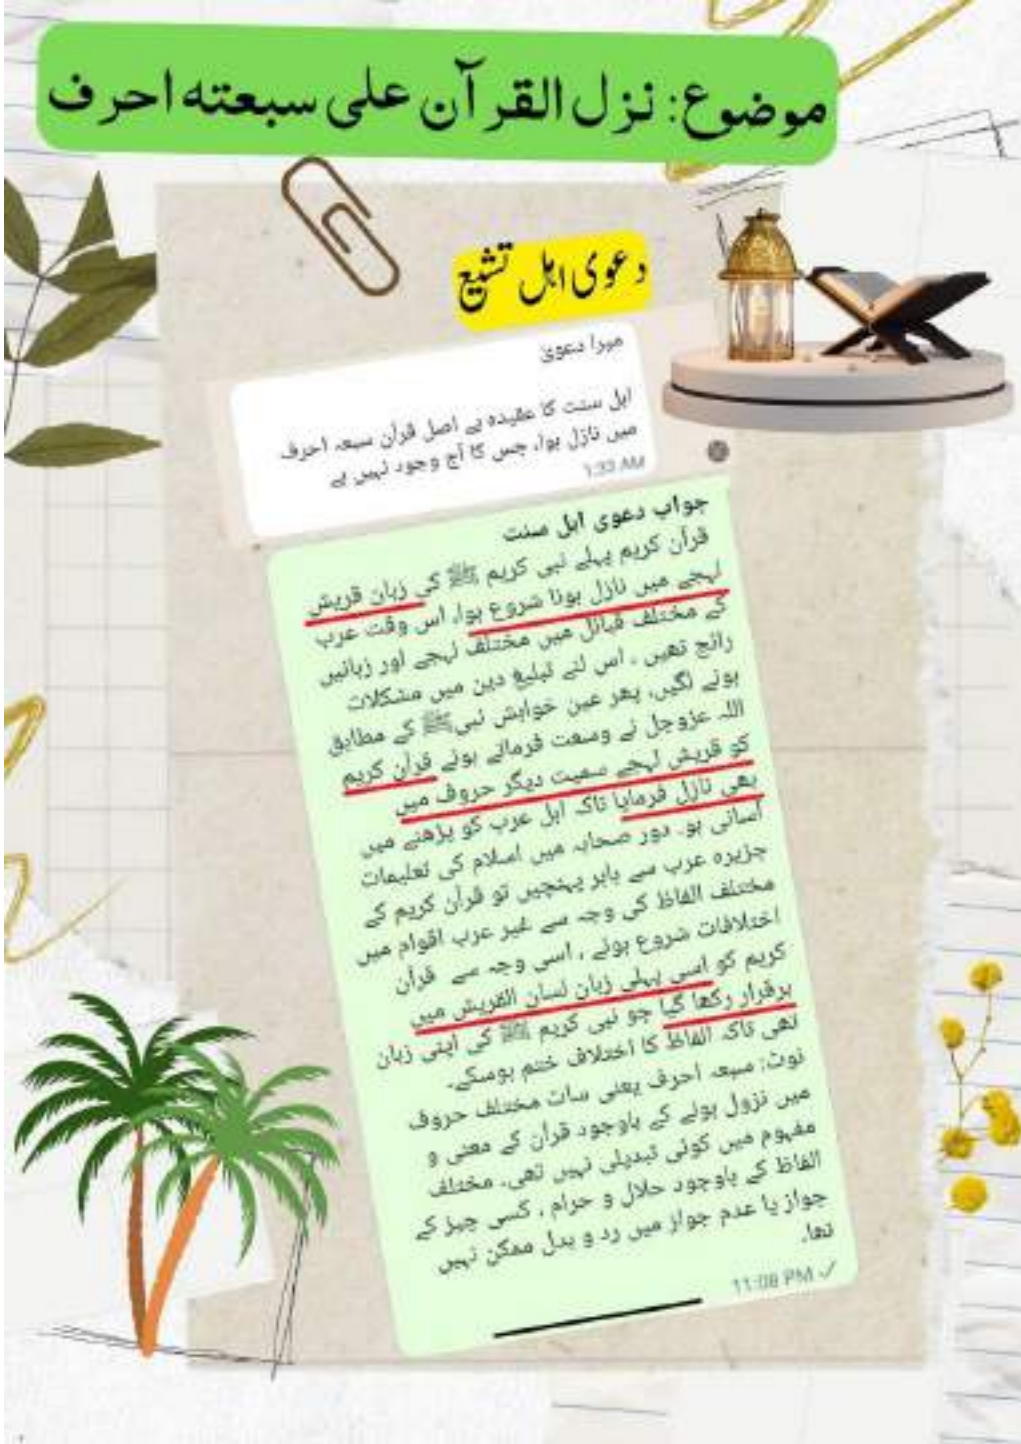 موضوع: نزل القرآن علی سبعته احرف
دعوی اہل تشیع
میرا دعویٰ
اہل سنت کا عقیدہ ہے اصل قرآن سبعہ احرف
میں نازل ہوا، جس کا آج وجود نہیں ہے
1:33 AM
جواب دعوی اہل سنت
قرآن کریم پہلے نبی کریم ﷺ کی زبان قریش
لہجے میں نازل ہونا شروع ہوا، اس وقت عرب
کے مختلف قبائل میں مختلف لہجے اور زبانیں
رائج تھیں ، اس لئے تبلیغ دین میں مشکلات
ہونے لگیں، پھر عین خواہش نبیﷺ کے مطابق
اللہ عزوجل نے وسعت فرماتے ہوئے قرآن کریم
کو قریش لہجے سمیت دیگر حروف میں
بھی نازل فرمایا تاکہ اہل عرب کو پڑھنے میں
آسانی ہو۔ دور صحابہ میں اسلام کی تعلیمات
جزیرہ عرب سے باہر پہنچیں تو قرآن کریم کے
مختلف الفاظ کی وجہ سے غیر عرب اقوام میں
اختلافات شروع ہوئے ، اسی وجہ سے قرآن
کریم کو اسی پہلی زبان لسان القریش میں
برقرار رکھا گیا جو نبی کریم ﷺ کی اپنی زبان
تھی تاکہ الفاظ کا اختلاف ختم ہوسکے۔
نوٹ: سبعہ احرف یعنی سات مختلف حروف
میں نزول ہونے کے باوجود قرآن کے معنی و
مفہوم میں کوئی تبدیلی نہیں تھی۔ مختلف
الفاظ کے باوجود حلال و حرام ، کسی چیز کے
جواز یا عدم جواز میں رد و بدل ممکن نہیں
تھا۔
11:08 PM ✓